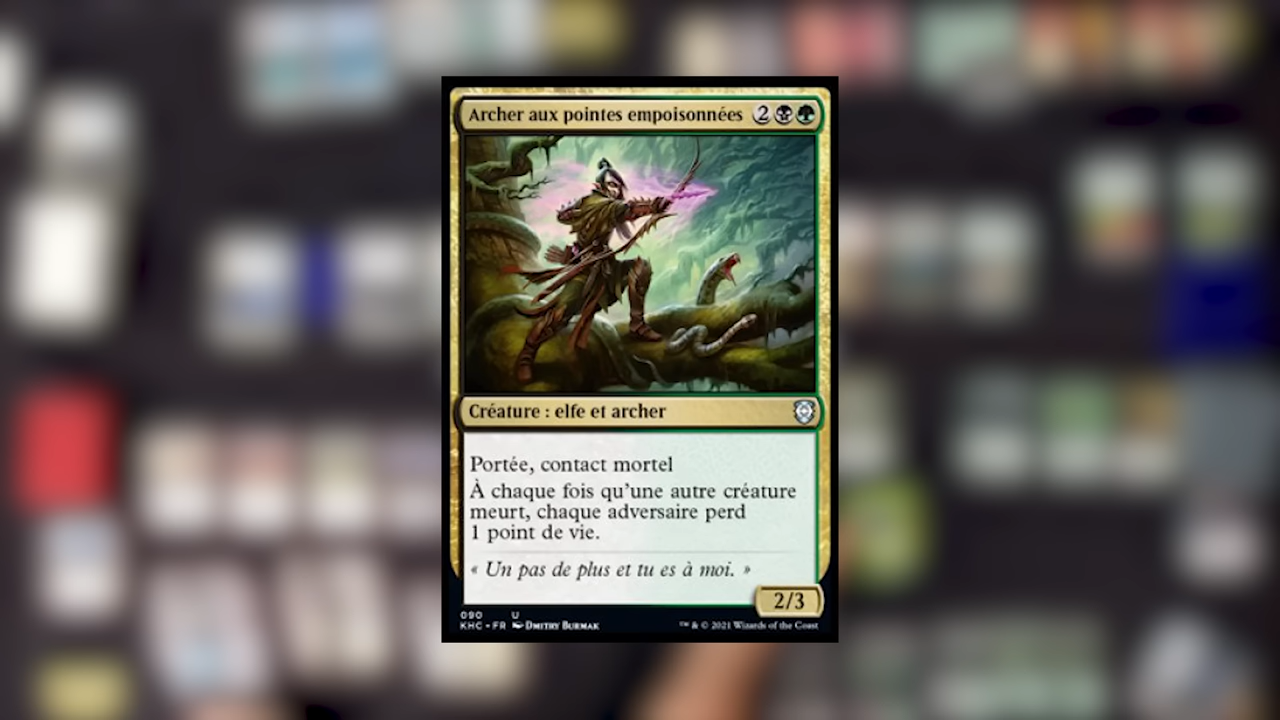 Archer aux pointes empoisonnées 2
Créature : elfe et archer
Portée, contact mortel
À chaque fois qu'une autre créature
meurt, chaque adversaire perd
1 point de vie.
« Un pas de plus et tu es à moi. »
2/3
090 U
KHC • FR Dmitry Burmak ™ & © 2021 Wizards of the Coast